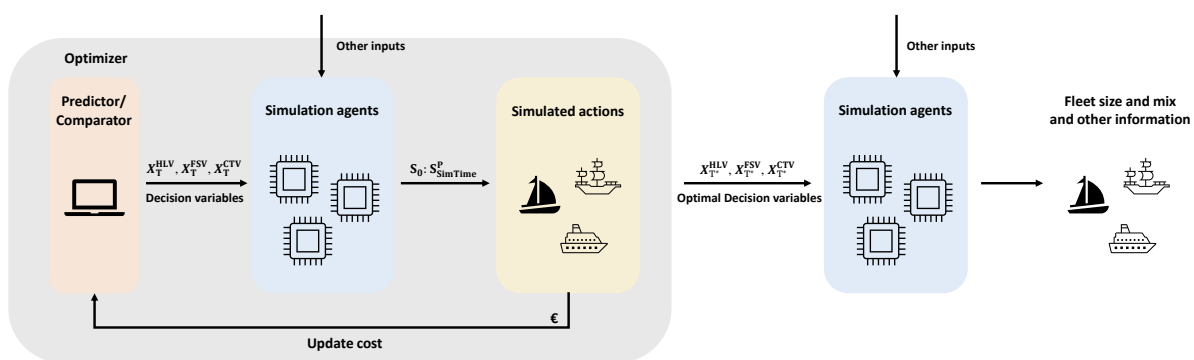 Other inputs
Other inputs
Optimizer
Predictor/
Comparator
Simulation agents
Simulated actions
Simulation agents
Fleet size and mix
and other information
X_T^HLV, X_T^FSV, X_T^CTV
Decision variables
S_0: S_SimTime^P
X_T*^HLV, X_T*^FSV, X_T*^CTV
Optimal Decision variables
€
Update cost